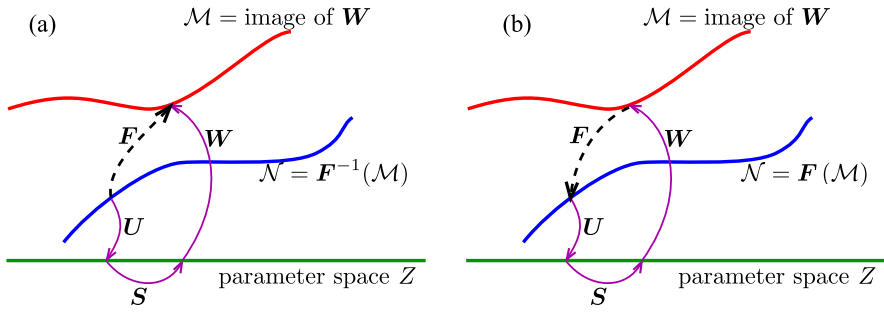 (a)
𝓜 = image of 𝑾
𝑭
𝑾
𝓝 = 𝑭⁻¹(𝓜)
𝑼
parameter space 𝑍
𝑺
(b)
𝓜 = image of 𝑾
𝑭
𝑾
𝓝 = 𝑭 (𝓜)
𝑼
parameter space 𝑍
𝑺